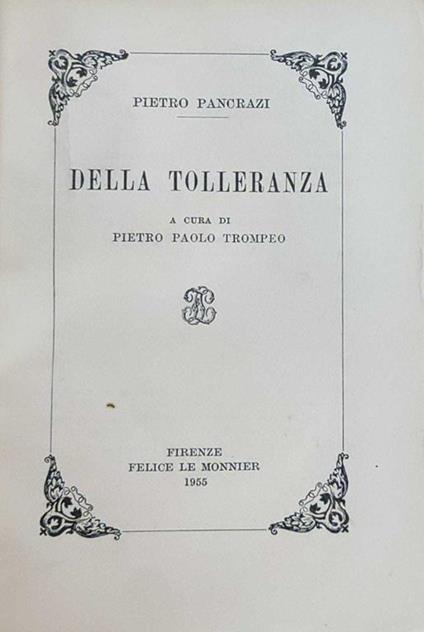 PIETRO PANCRAZI
DELLA TOLLERANZA
A CURA DI
PIETRO PAOLO TROMPEO
FIRENZE
FELICE LE MONNIER
1955